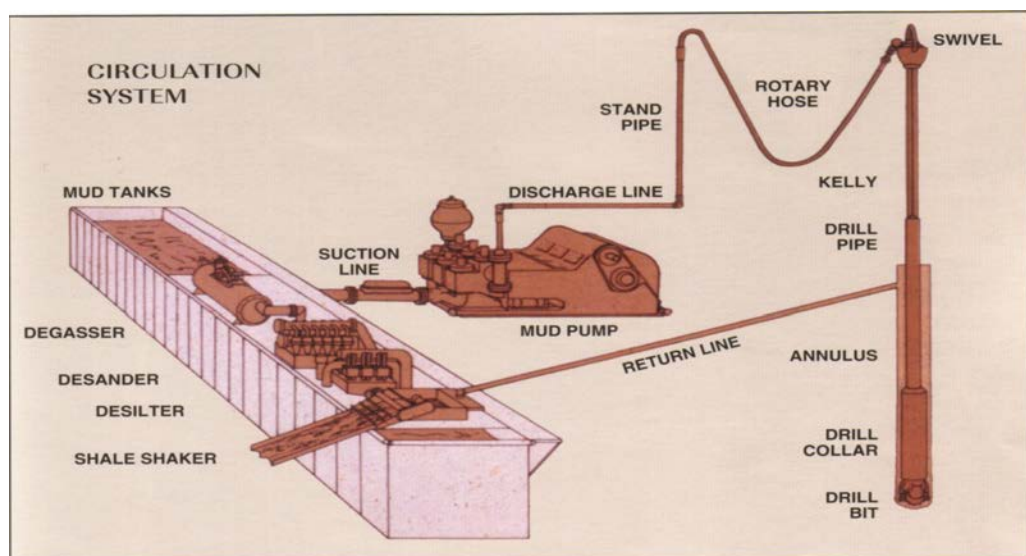 CIRCULATION
SYSTEM
SWIVEL
ROTARY
HOSE
STAND
PIPE
KELLY
MUD TANKS
DISCHARGE LINE
DRILL
PIPE
SUCTION
LINE
DEGASSER
MUD PUMP
RETURN LINE
ANNULUS
DESANDER
DESILTER
SHALE SHAKER
DRILL
COLLAR
DRILL
BIT